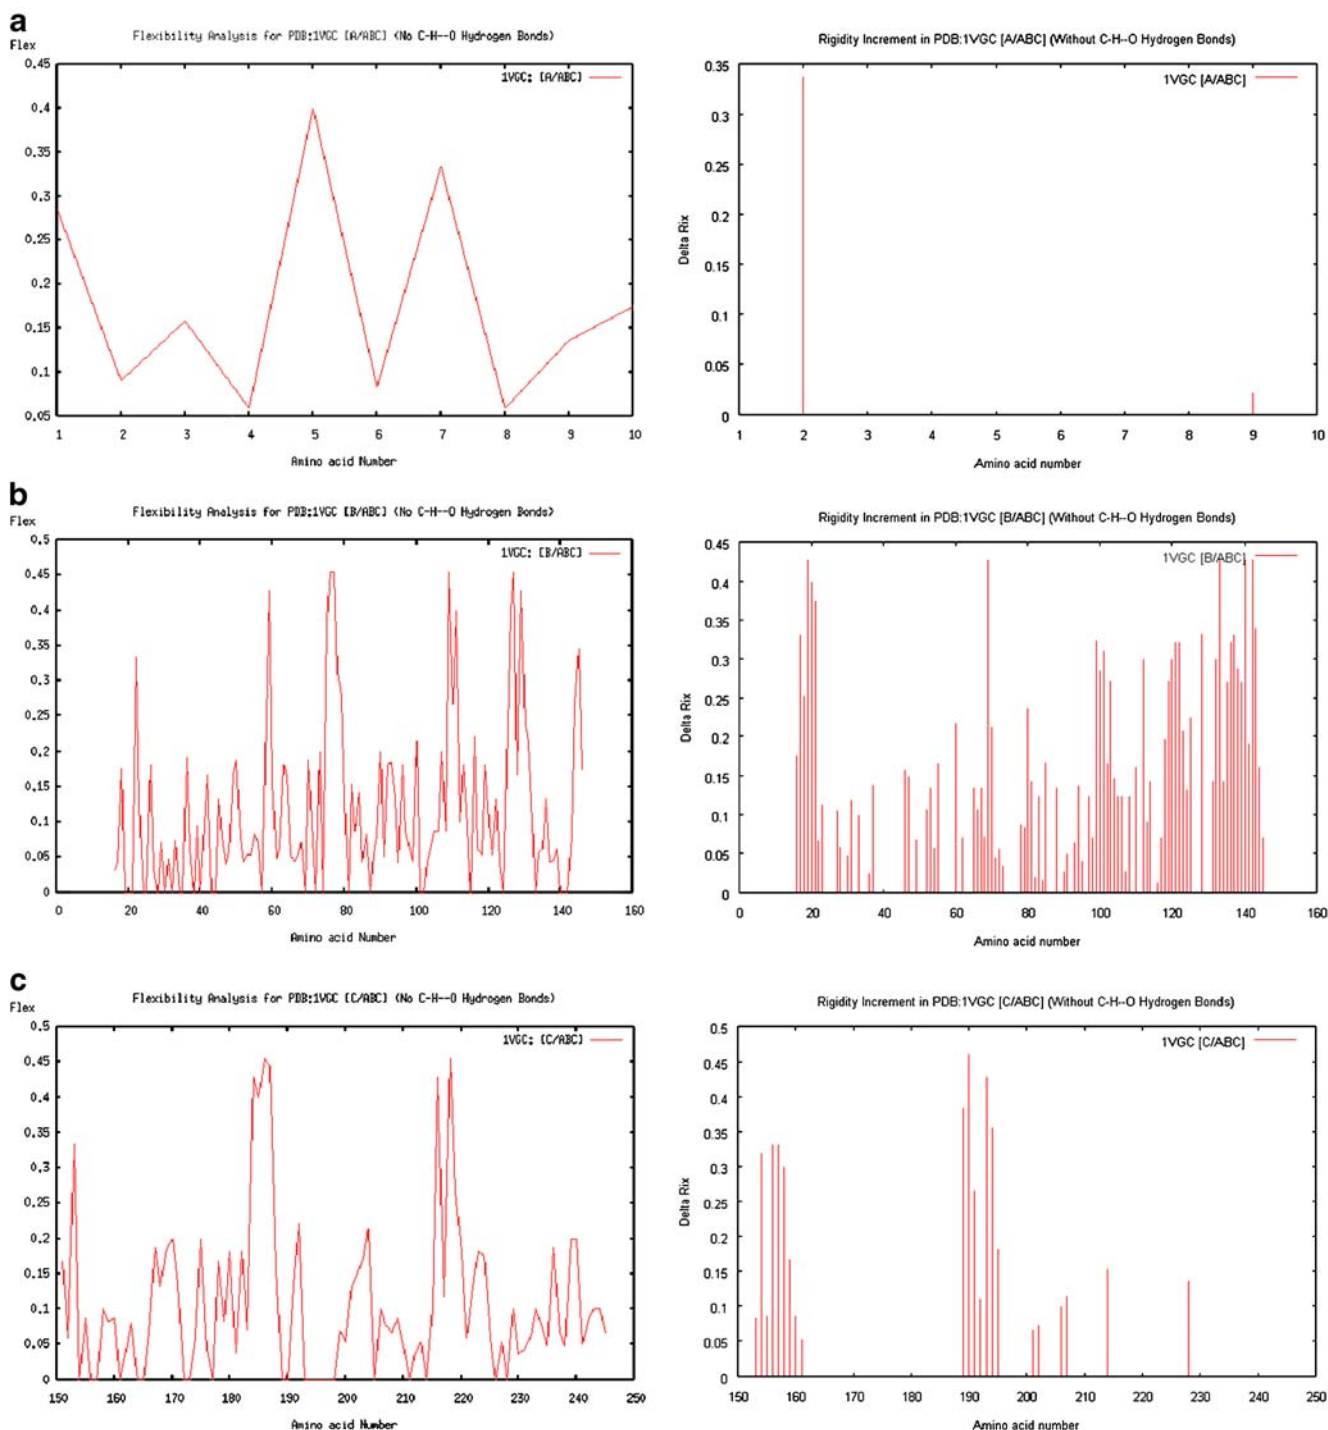 a
Flexibility Analysis for PDB:1VGC [A/ABC] (No C-H--O Hydrogen Bonds)
Flex
1VGC: [A/ABC]
0.45
0.4
0.35
0.3
0.25
0.2
0.15
0.1
0.05
1 2 3 4 5 6 7 8 9 10
Amino acid Number
Rigidity Increment in PDB:1VGC [A/ABC] (Without C-H--O Hydrogen Bonds)
1VGC [A/ABC]
0.35
0.3
0.25
0.2
0.15
0.1
0.05
0
Delta Rix
1 2 3 4 5 6 7 8 9 10
Amino acid number
b
Flexibility Analysis for PDB:1VGC [B/ABC] (No C-H--O Hydrogen Bonds)
Flex
1VGC: [B/ABC]
0.5
0.45
0.4
0.35
0.3
0.25
0.2
0.15
0.1
0.05
0
0 20 40 60 80 100 120 140 160
Amino acid Number
Rigidity Increment in PDB:1VGC [B/ABC] (Without C-H--O Hydrogen Bonds)
1VGC [B/ABC]
0.45
0.4
0.35
0.3
0.25
0.2
0.15
0.1
0.05
0
Delta Rix
0 20 40 60 80 100 120 140 160
Amino acid number
c
Flexibility Analysis for PDB:1VGC [C/ABC] (No C-H--O Hydrogen Bonds)
Flex
1VGC: [C/ABC]
0.5
0.45
0.4
0.35
0.3
0.25
0.2
0.15
0.1
0.05
0
150 160 170 180 190 200 210 220 230 240 250
Amino acid Number
Rigidity Increment in PDB:1VGC [C/ABC] (Without C-H--O Hydrogen Bonds)
1VGC [C/ABC]
0.5
0.45
0.4
0.35
0.3
0.25
0.2
0.15
0.1
0.05
0
Delta Rix
150 160 170 180 190 200 210 220 230 240 250
Amino acid number